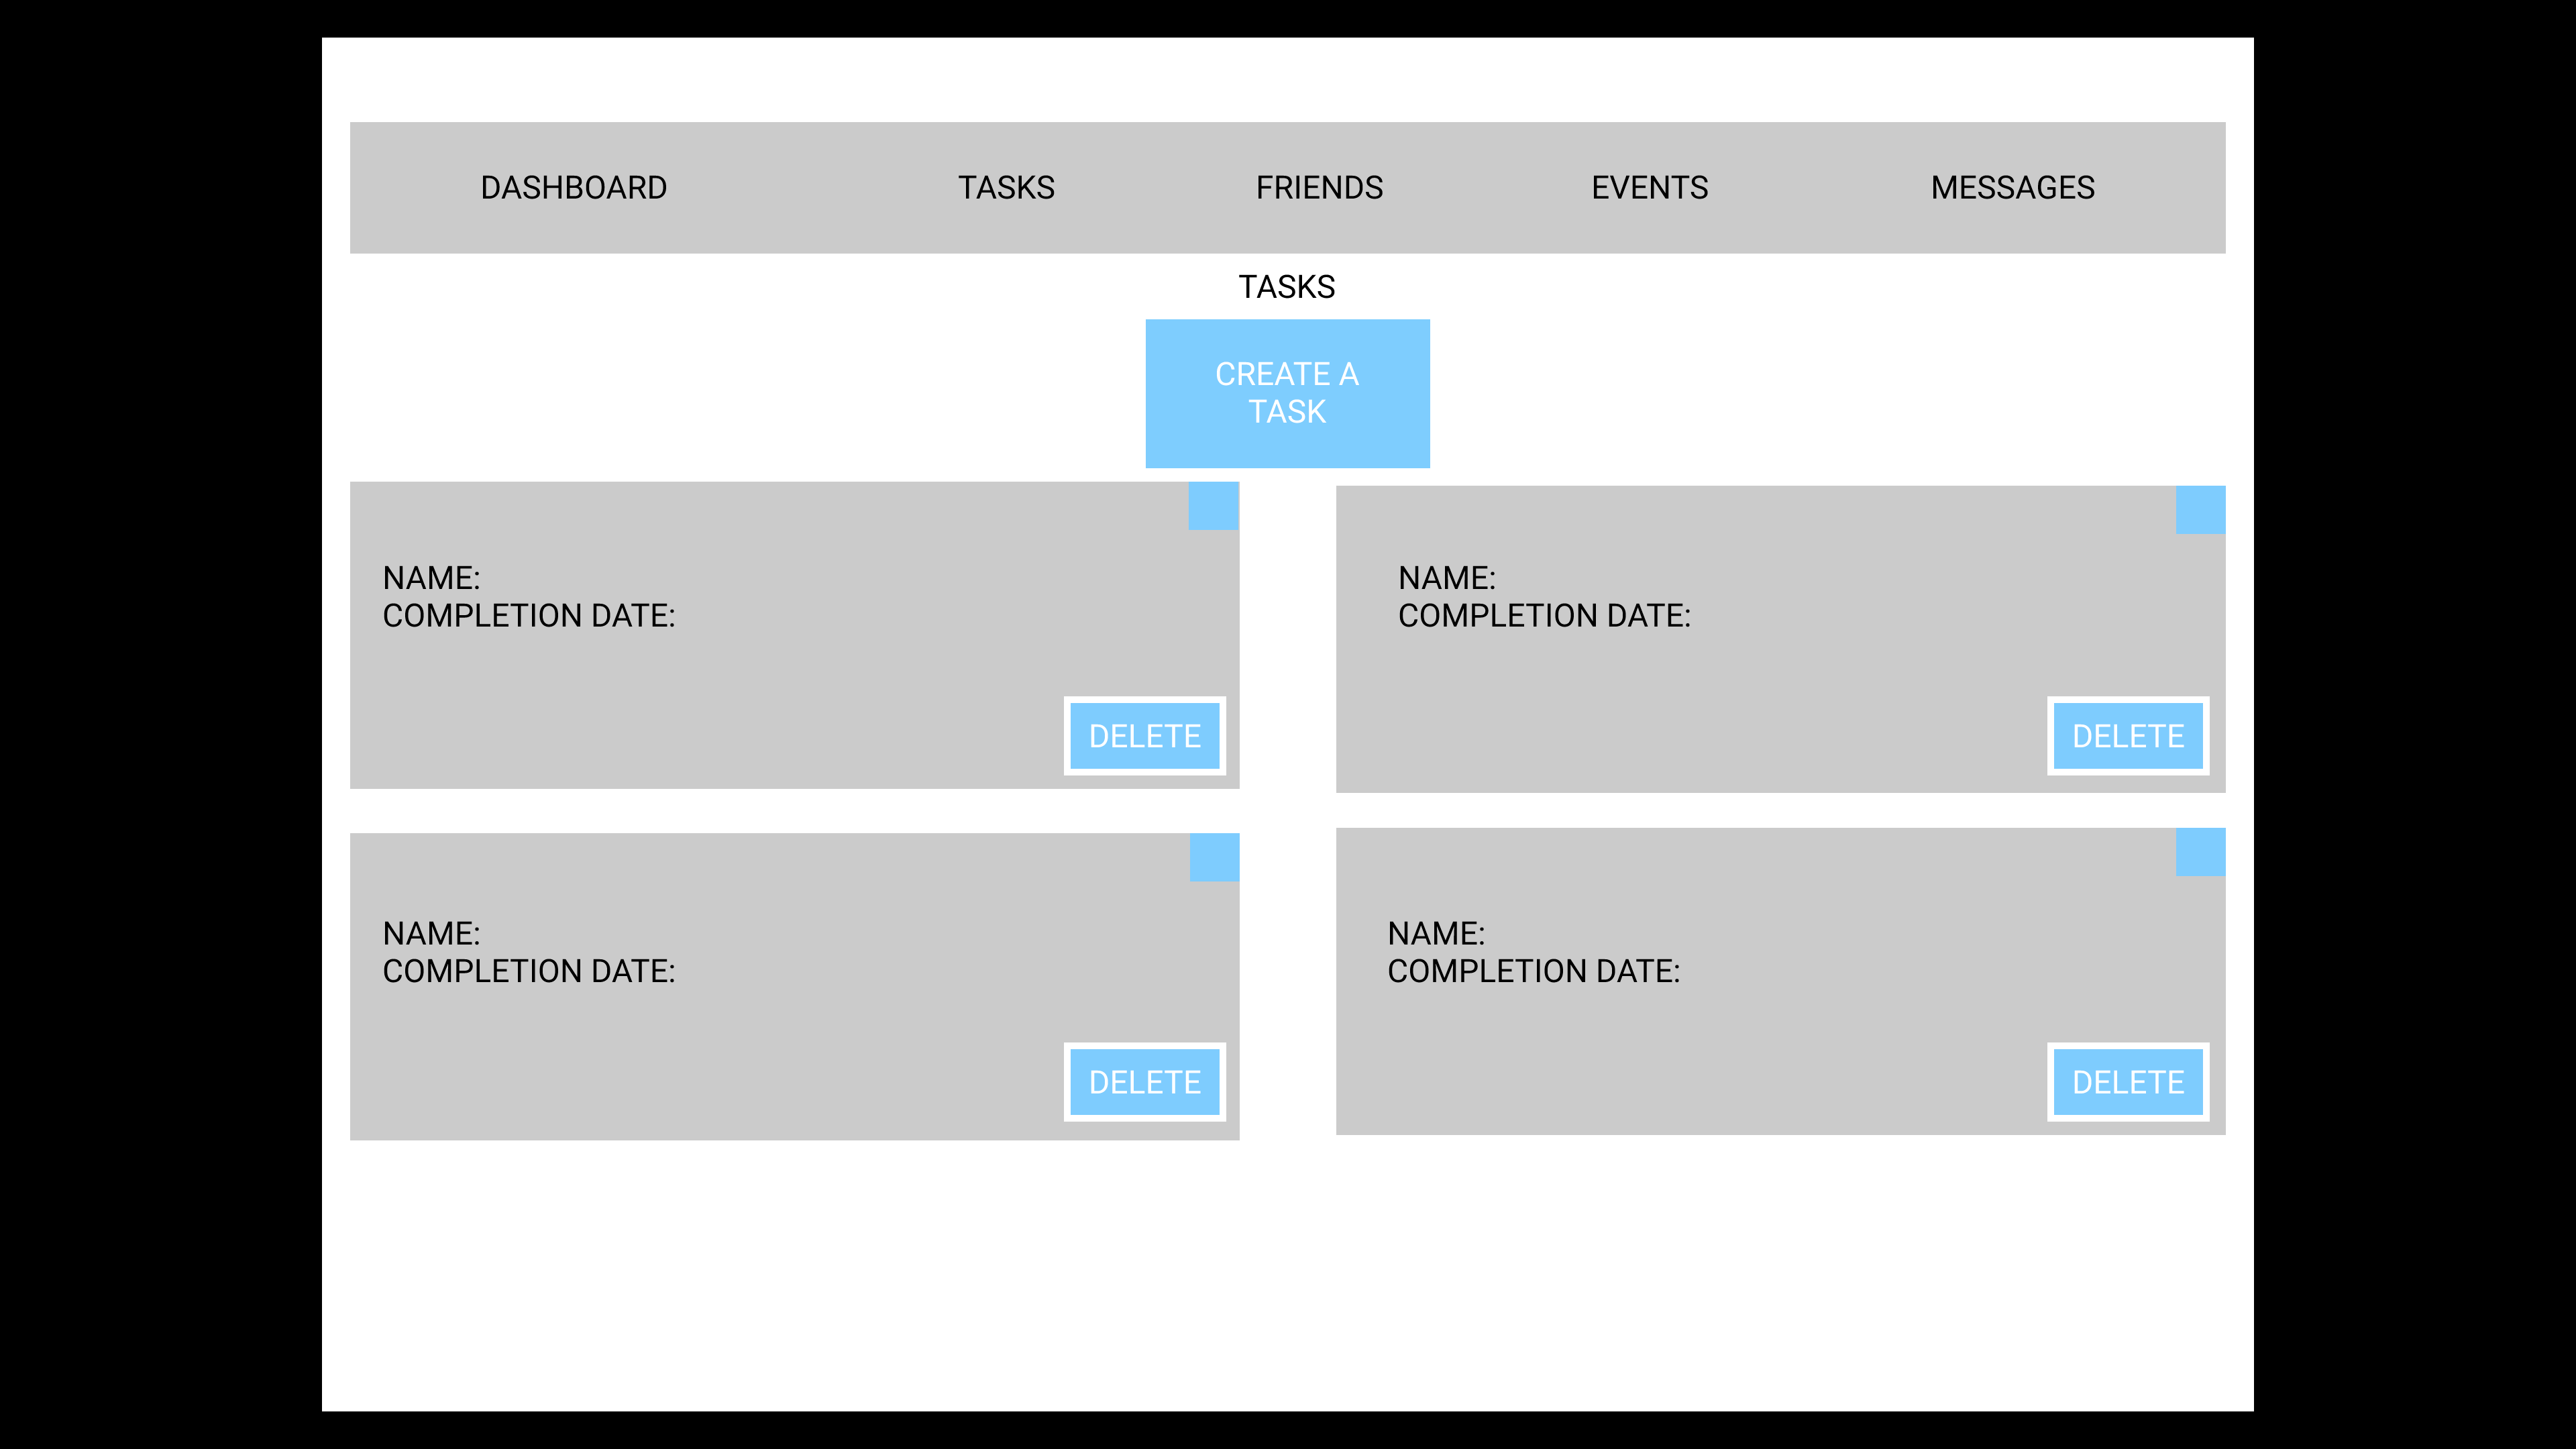 DASHBOARD TASKS FRIENDS EVENTS MESSAGES
TASKS
CREATE A
TASK
NAME:
COMPLETION DATE:
DELETE
NAME:
COMPLETION DATE:
DELETE
NAME:
COMPLETION DATE:
DELETE
NAME:
COMPLETION DATE:
DELETE